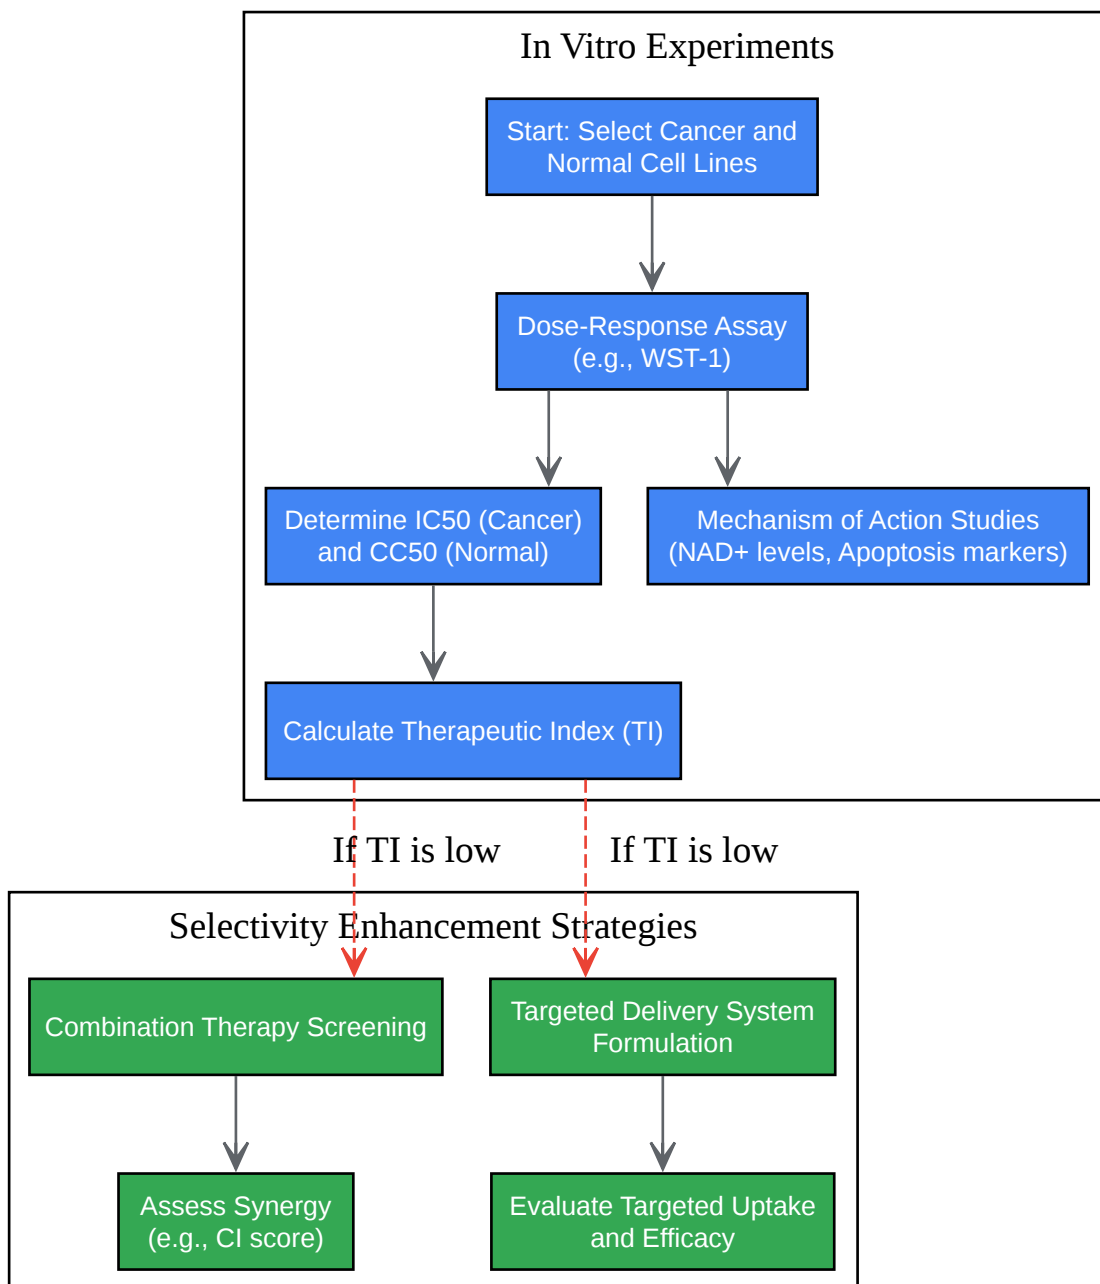 In Vitro Experiments
Start: Select Cancer and
Normal Cell Lines
Dose-Response Assay
(e.g., WST-1)
Determine IC50 (Cancer)
and CC50 (Normal)
Mechanism of Action Studies
(NAD+ levels, Apoptosis markers)
Calculate Therapeutic Index (TI)
If TI is low
If TI is low
Selectivity Enhancement Strategies
Combination Therapy Screening
Targeted Delivery System
Formulation
Assess Synergy
(e.g., CI score)
Evaluate Targeted Uptake
and Efficacy